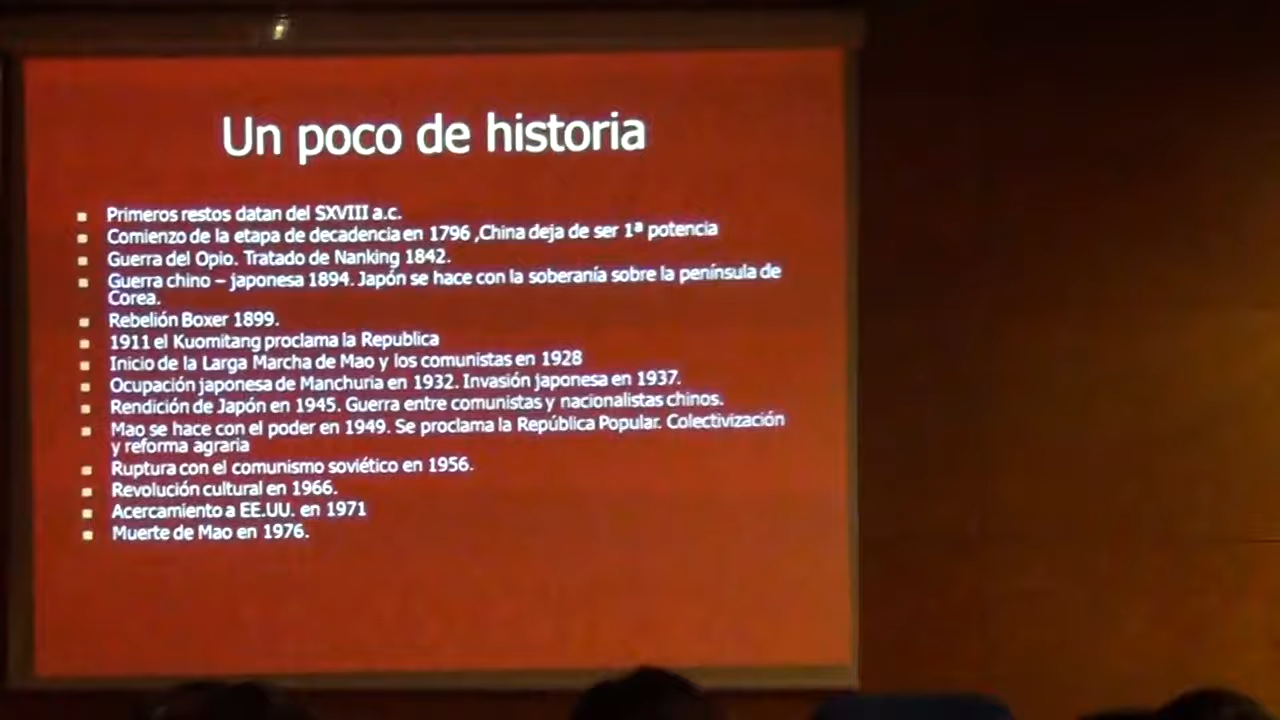 Un poco de historia
Primeros restos datan del SXVIII a.c.
Comienzo de la etapa de decadencia en 1796 ,China deja de ser 1ª potencia
Guerra del Opio. Tratado de Nanking 1842.
Guerra chino – japonesa 1894. Japón se hace con la soberanía sobre la península de
Corea.
Rebelión Boxer 1899.
1911 el Kuomitang proclama la Republica
Inicio de la Larga Marcha de Mao y los comunistas en 1928
Ocupación japonesa de Manchuria en 1932. Invasión japonesa en 1937.
Rendición de Japón en 1945. Guerra entre comunistas y nacionalistas chinos.
Mao se hace con el poder en 1949. Se proclama la República Popular. Colectivización
y reforma agraria
Ruptura con el comunismo soviético en 1956.
Revolución cultural en 1966.
Acercamiento a EE.UU. en 1971
Muerte de Mao en 1976.